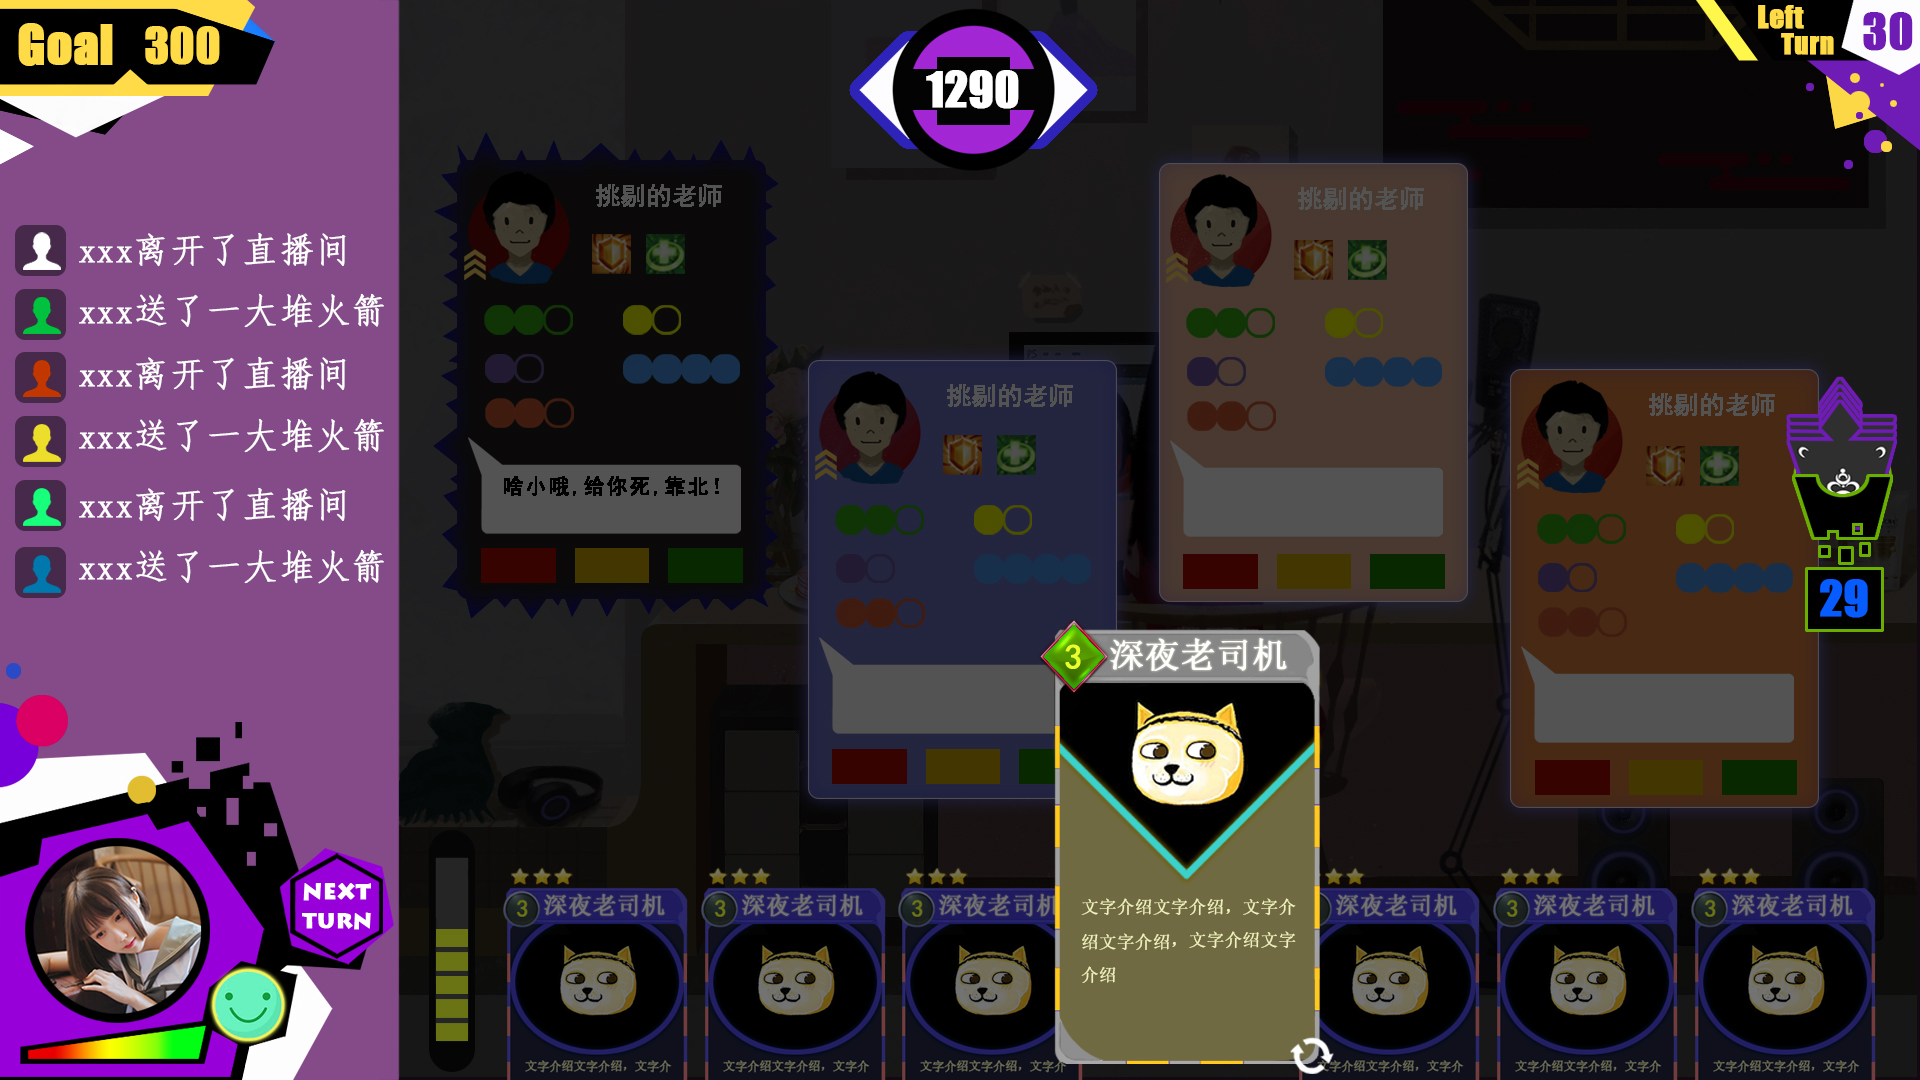 Goal 300
1290
Left Turn
30
xxx离开了直播间
xxx送了一大堆火箭
xxx离开了直播间
xxx送了一大堆火箭
xxx离开了直播间
xxx送了一大堆火箭
挑剔的老师
啥小哦,给你死,靠北!
挑剔的老师
挑剔的老师
挑剔的老师
29
3 深夜老司机
文字介绍文字介绍，文字介
绍文字介绍，文字介绍文字
介绍
NEXT
TURN
3 深夜老司机
文字介绍文字介绍，文字介
3 深夜老司机
文字介绍文字介绍，文字介
3 深夜老司机
文字介绍文字介绍，文字介
深夜老司机
文字介绍文字介绍，文字介
3 深夜老司机
文字介绍文字介绍，文字介
3 深夜老司机
文字介绍文字介绍，文字介